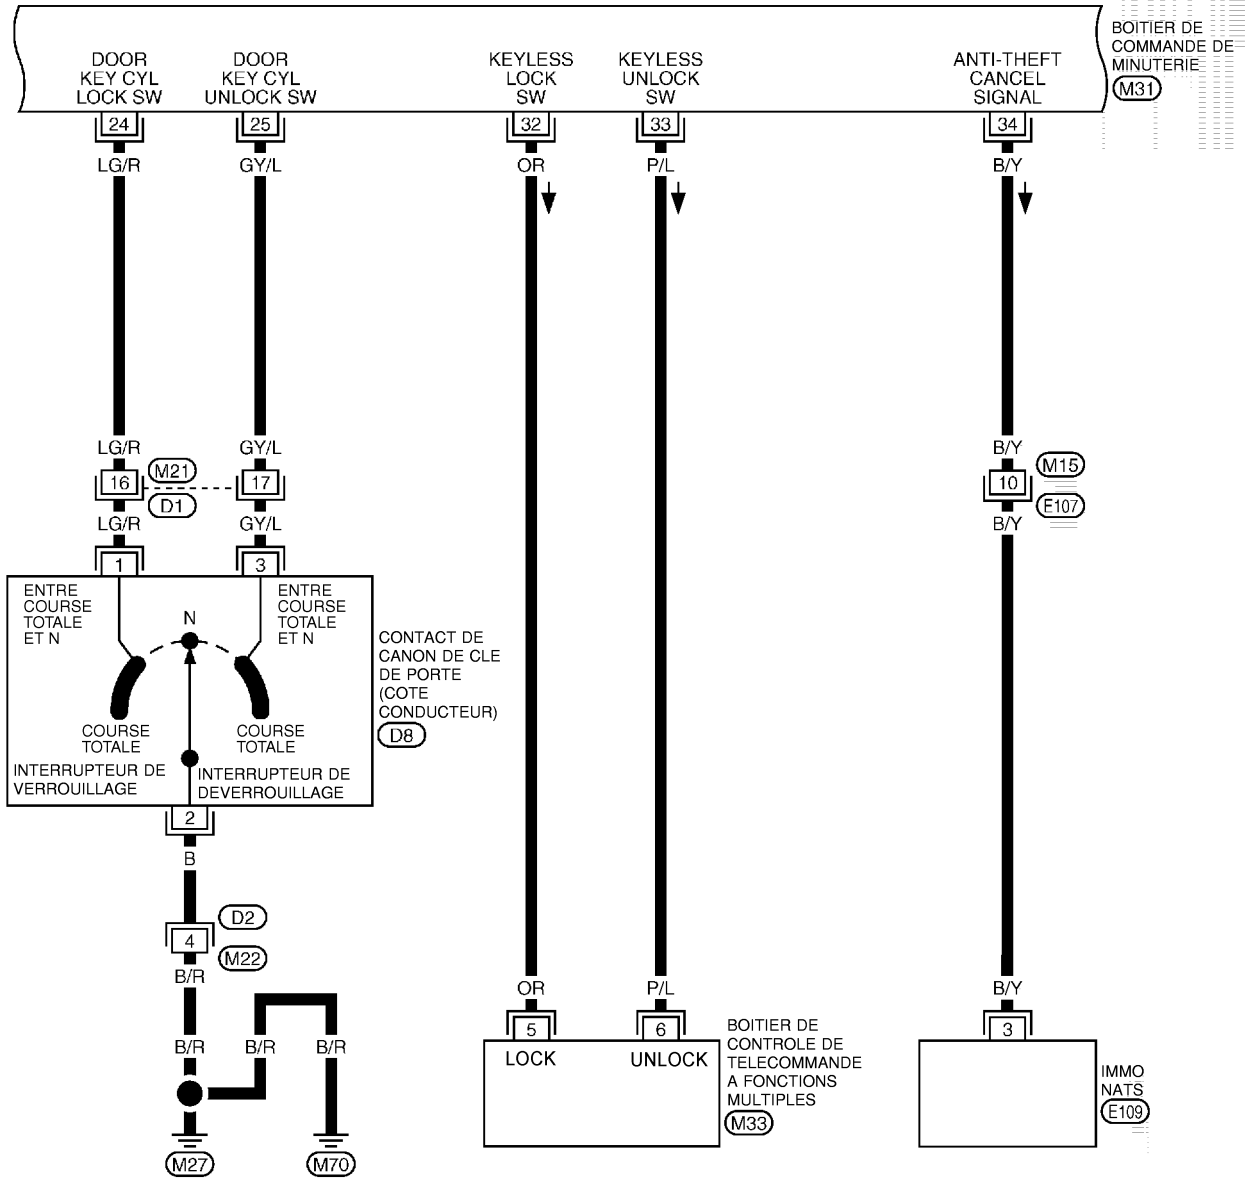 DOOR
KEY CYL
LOCK SW
DOOR
KEY CYL
UNLOCK SW
KEYLESS
LOCK
SW
KEYLESS
UNLOCK
SW
ANTI-THEFT
CANCEL
SIGNAL
BOITIER DE
COMMANDE DE
MINUTERIE
M31
24
25
32
33
34
LG/R
GY/L
OR
P/L
B/Y
LG/R
GY/L
B/Y
16
M21
D1
17
10
M15
E107
LG/R
GY/L
B/Y
1
3
ENTRE
COURSE
TOTALE
ET N
N
ENTRE
COURSE
TOTALE
ET N
COURSE
TOTALE
COURSE
TOTALE
INTERRUPTEUR DE
VERROUILLAGE
INTERRUPTEUR DE
DEVERROUILLAGE
CONTACT DE
CANON DE CLE
DE PORTE
(COTE
CONDUCTEUR)
D8
2
B
D2
4
M22
B/R
B/R
B/R
B/R
M27
M70
OR
P/L
B/Y
5
6
3
LOCK
UNLOCK
BOITIER DE
CONTROLE DE
TELECOMMANDE
A FONCTIONS
MULTIPLES
M33
IMMO
NATS
E109